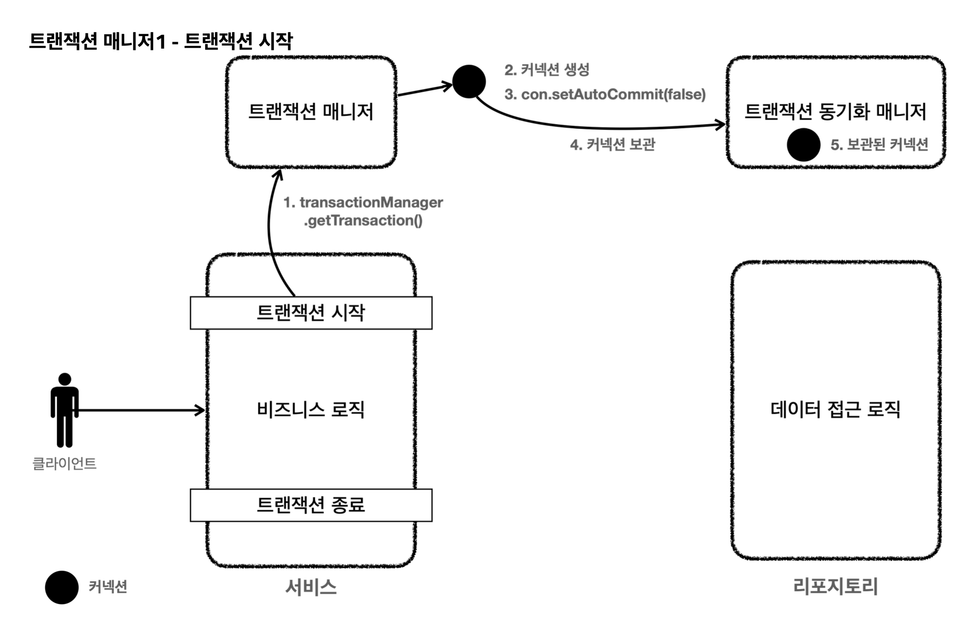 트랜잭션 매니저1 - 트랜잭션 시작
트랜잭션 매니저
2. 커넥션 생성
3. con.setAutoCommit(false)
4. 커넥션 보관
트랜잭션 동기화 매니저
5. 보관된 커넥션
1. transactionManager
.getTransaction()
트랜잭션 시작
비즈니스 로직
트랜잭션 종료
데이터 접근 로직
클라이언트
커넥션
서비스
리포지토리